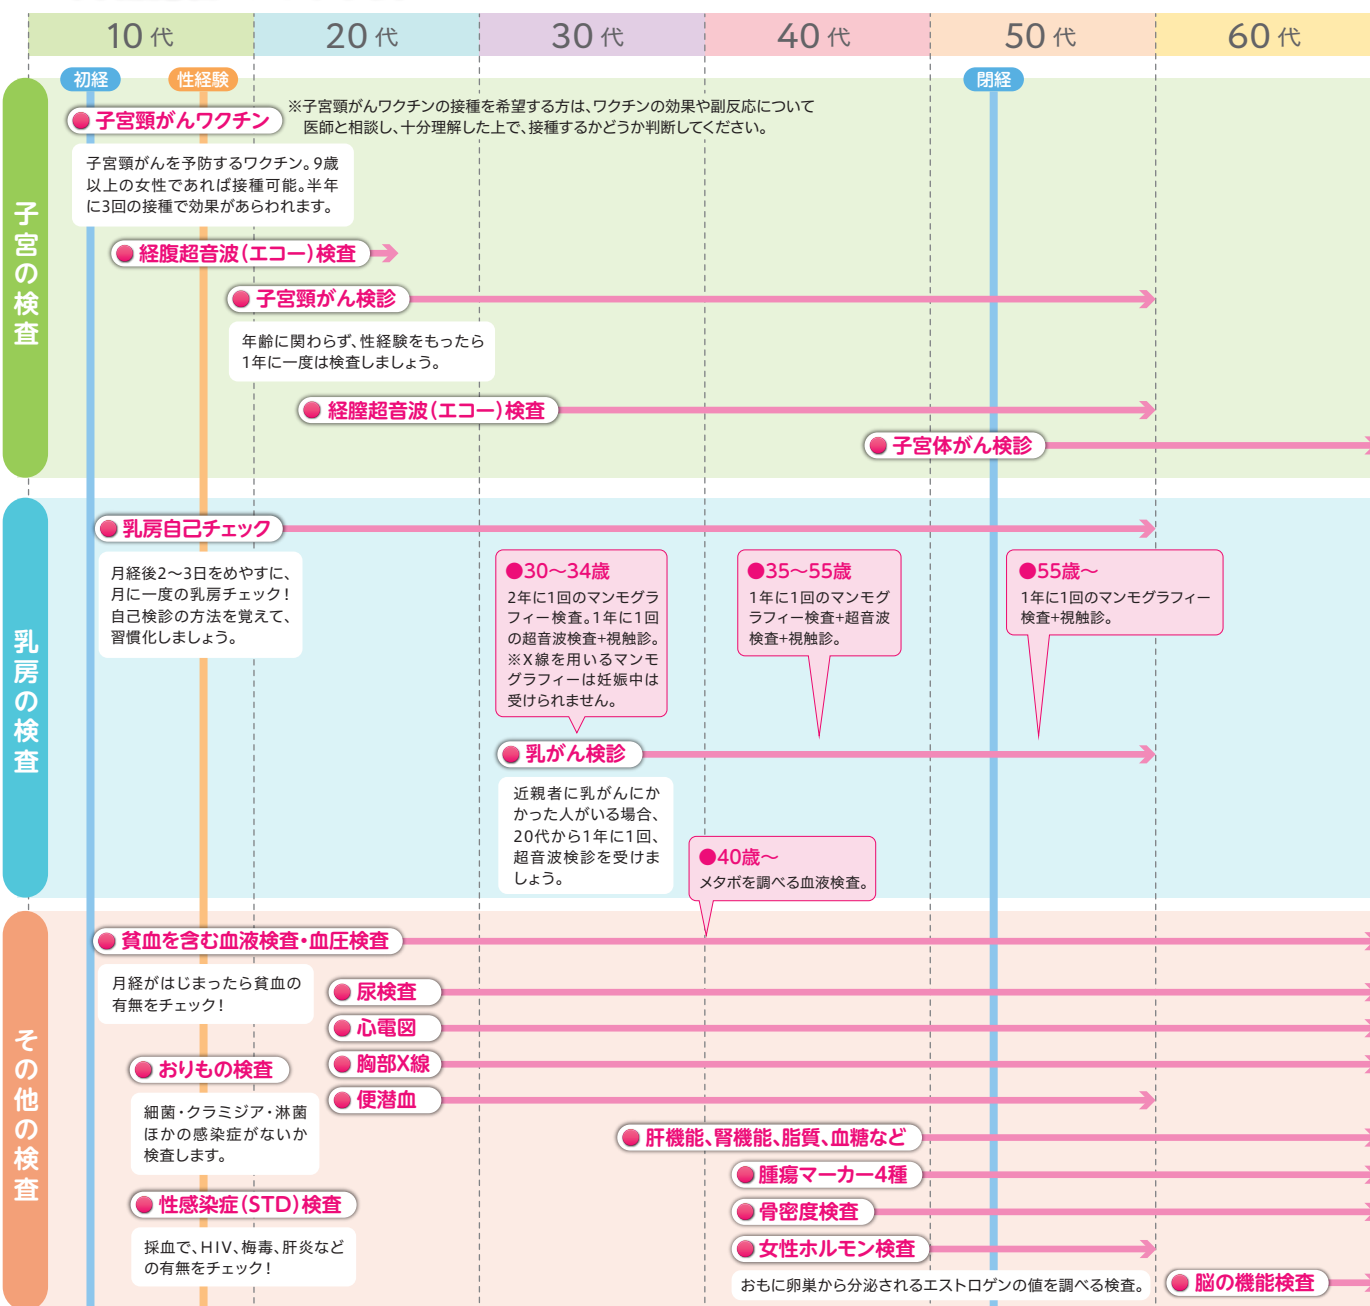 10 代
20 代
30 代
40 代
50 代
60 代
初経
性経験
閉経
子宮の検査
子宮頸がんワクチン
※子宮頸がんワクチンの接種を希望する方は、ワクチンの効果や副反応について
医師と相談し、十分理解した上で、接種するかどうか判断してください。
子宮頸がんを予防するワクチン。9歳
以上の女性であれば接種可能。半年
に3回の接種で効果があらわれます。
経腹超音波(エコー)検査
子宮頸がん検診
年齢に関わらず、性経験をもったら
1年に一度は検査しましょう。
経膣超音波(エコー)検査
子宮体がん検診
乳房の検査
乳房自己チェック
月経後2〜3日をめやすに、
月に一度の乳房チェック!
自己検診の方法を覚えて、
習慣化しましょう。
●30〜34歳
2年に1回のマンモグラ
フィー検査。1年に1回
の超音波検査+視触診。
※X線を用いるマンモ
グラフィーは妊娠中は
受けられません。
●35〜55歳
1年に1回のマンモグ
ラフィー検査+超音波
検査+視触診。
●55歳〜
1年に1回のマンモグラフィー
検査+視触診。
乳がん検診
近親者に乳がんにか
かった人がいる場合、
20代から1年に1回、
超音波検診を受けま
しょう。
●40歳〜
メタボを調べる血液検査。
その他の検査
貧血を含む血液検査・血圧検査
月経がはじまったら貧血の
有無をチェック!
尿検査
心電図
胸部X線
便潜血
おりもの検査
細菌・クラミジア・淋菌
ほかの感染症がないか
検査します。
肝機能、腎機能、脂質、血糖など
腫瘍マーカー4種
性感染症(STD)検査
採血で、HIV、梅毒、肝炎など
の有無をチェック!
骨密度検査
女性ホルモン検査
おもに卵巣から分泌されるエストロゲンの値を調べる検査。
脳の機能検査